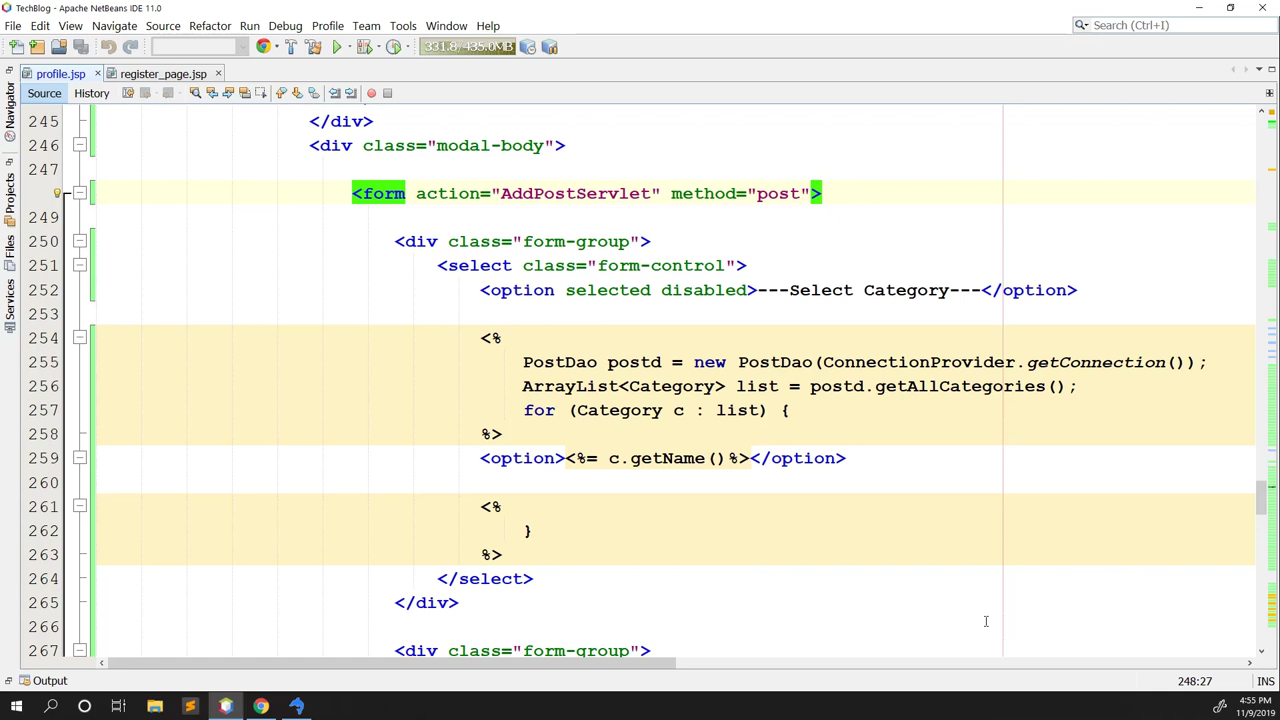 TechBlog - Apache NetBeans IDE 11.0
File Edit View Navigate Source Refactor Run Debug Profile Team Tools Window Help
Search (Ctrl+I)
331.8/435.0MB
profile.jsp register_page.jsp
Source History
Navigator
Projects
Files
Services
245 </div>
246 <div class="modal-body">
247
<form action="AddPostServlet" method="post">
249
250 <div class="form-group">
251 <select class="form-control">
252 <option selected disabled>---Select Category---</option>
253
254 <%
255 PostDao postd = new PostDao(ConnectionProvider.getConnection());
256 ArrayList<Category> list = postd.getAllCategories();
257 for (Category c : list) {
258 %>
259 <option><%= c.getName()%></option>
260
261 <%
262 }
263 %>
264 </select>
265 </div>
266
267 <div class="form-group">
Output
248:27 INS
4:55 PM
11/9/2019